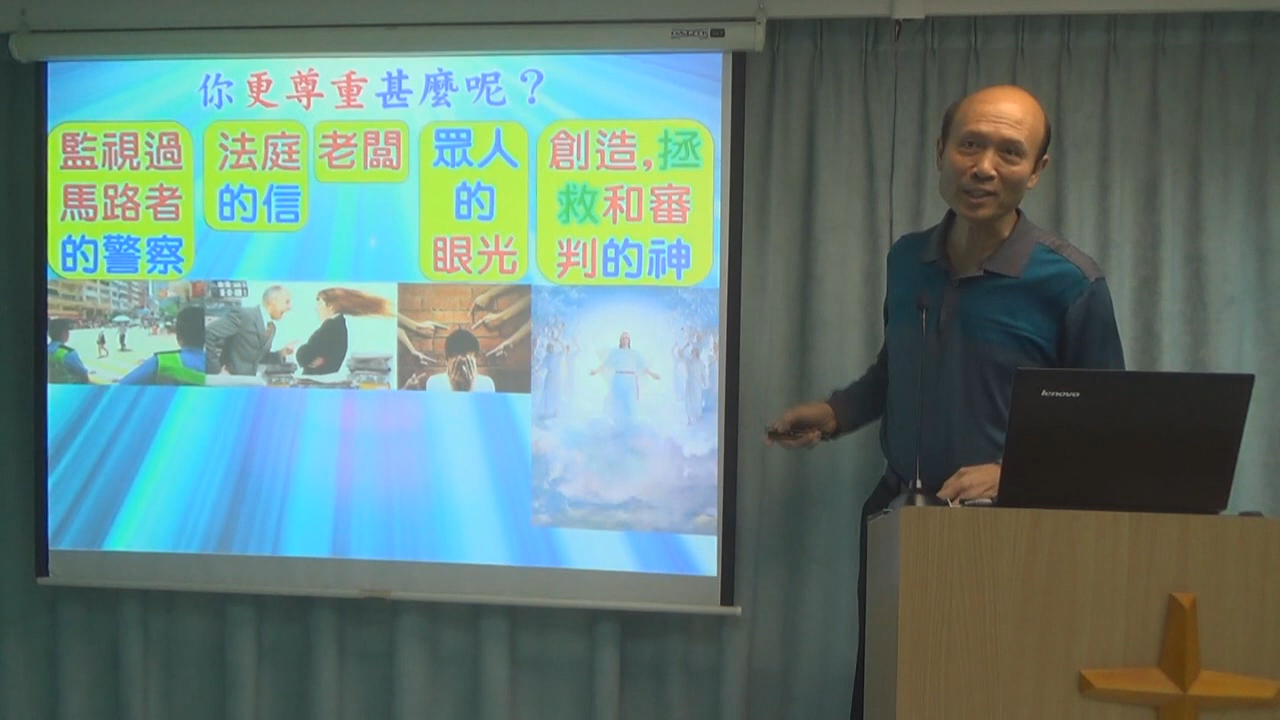 你更尊重甚麼呢？
監視過
馬路者
的警察
法庭
的信
老闆
眾人
的
眼光
創造,拯
救和審
判的神
lenovo